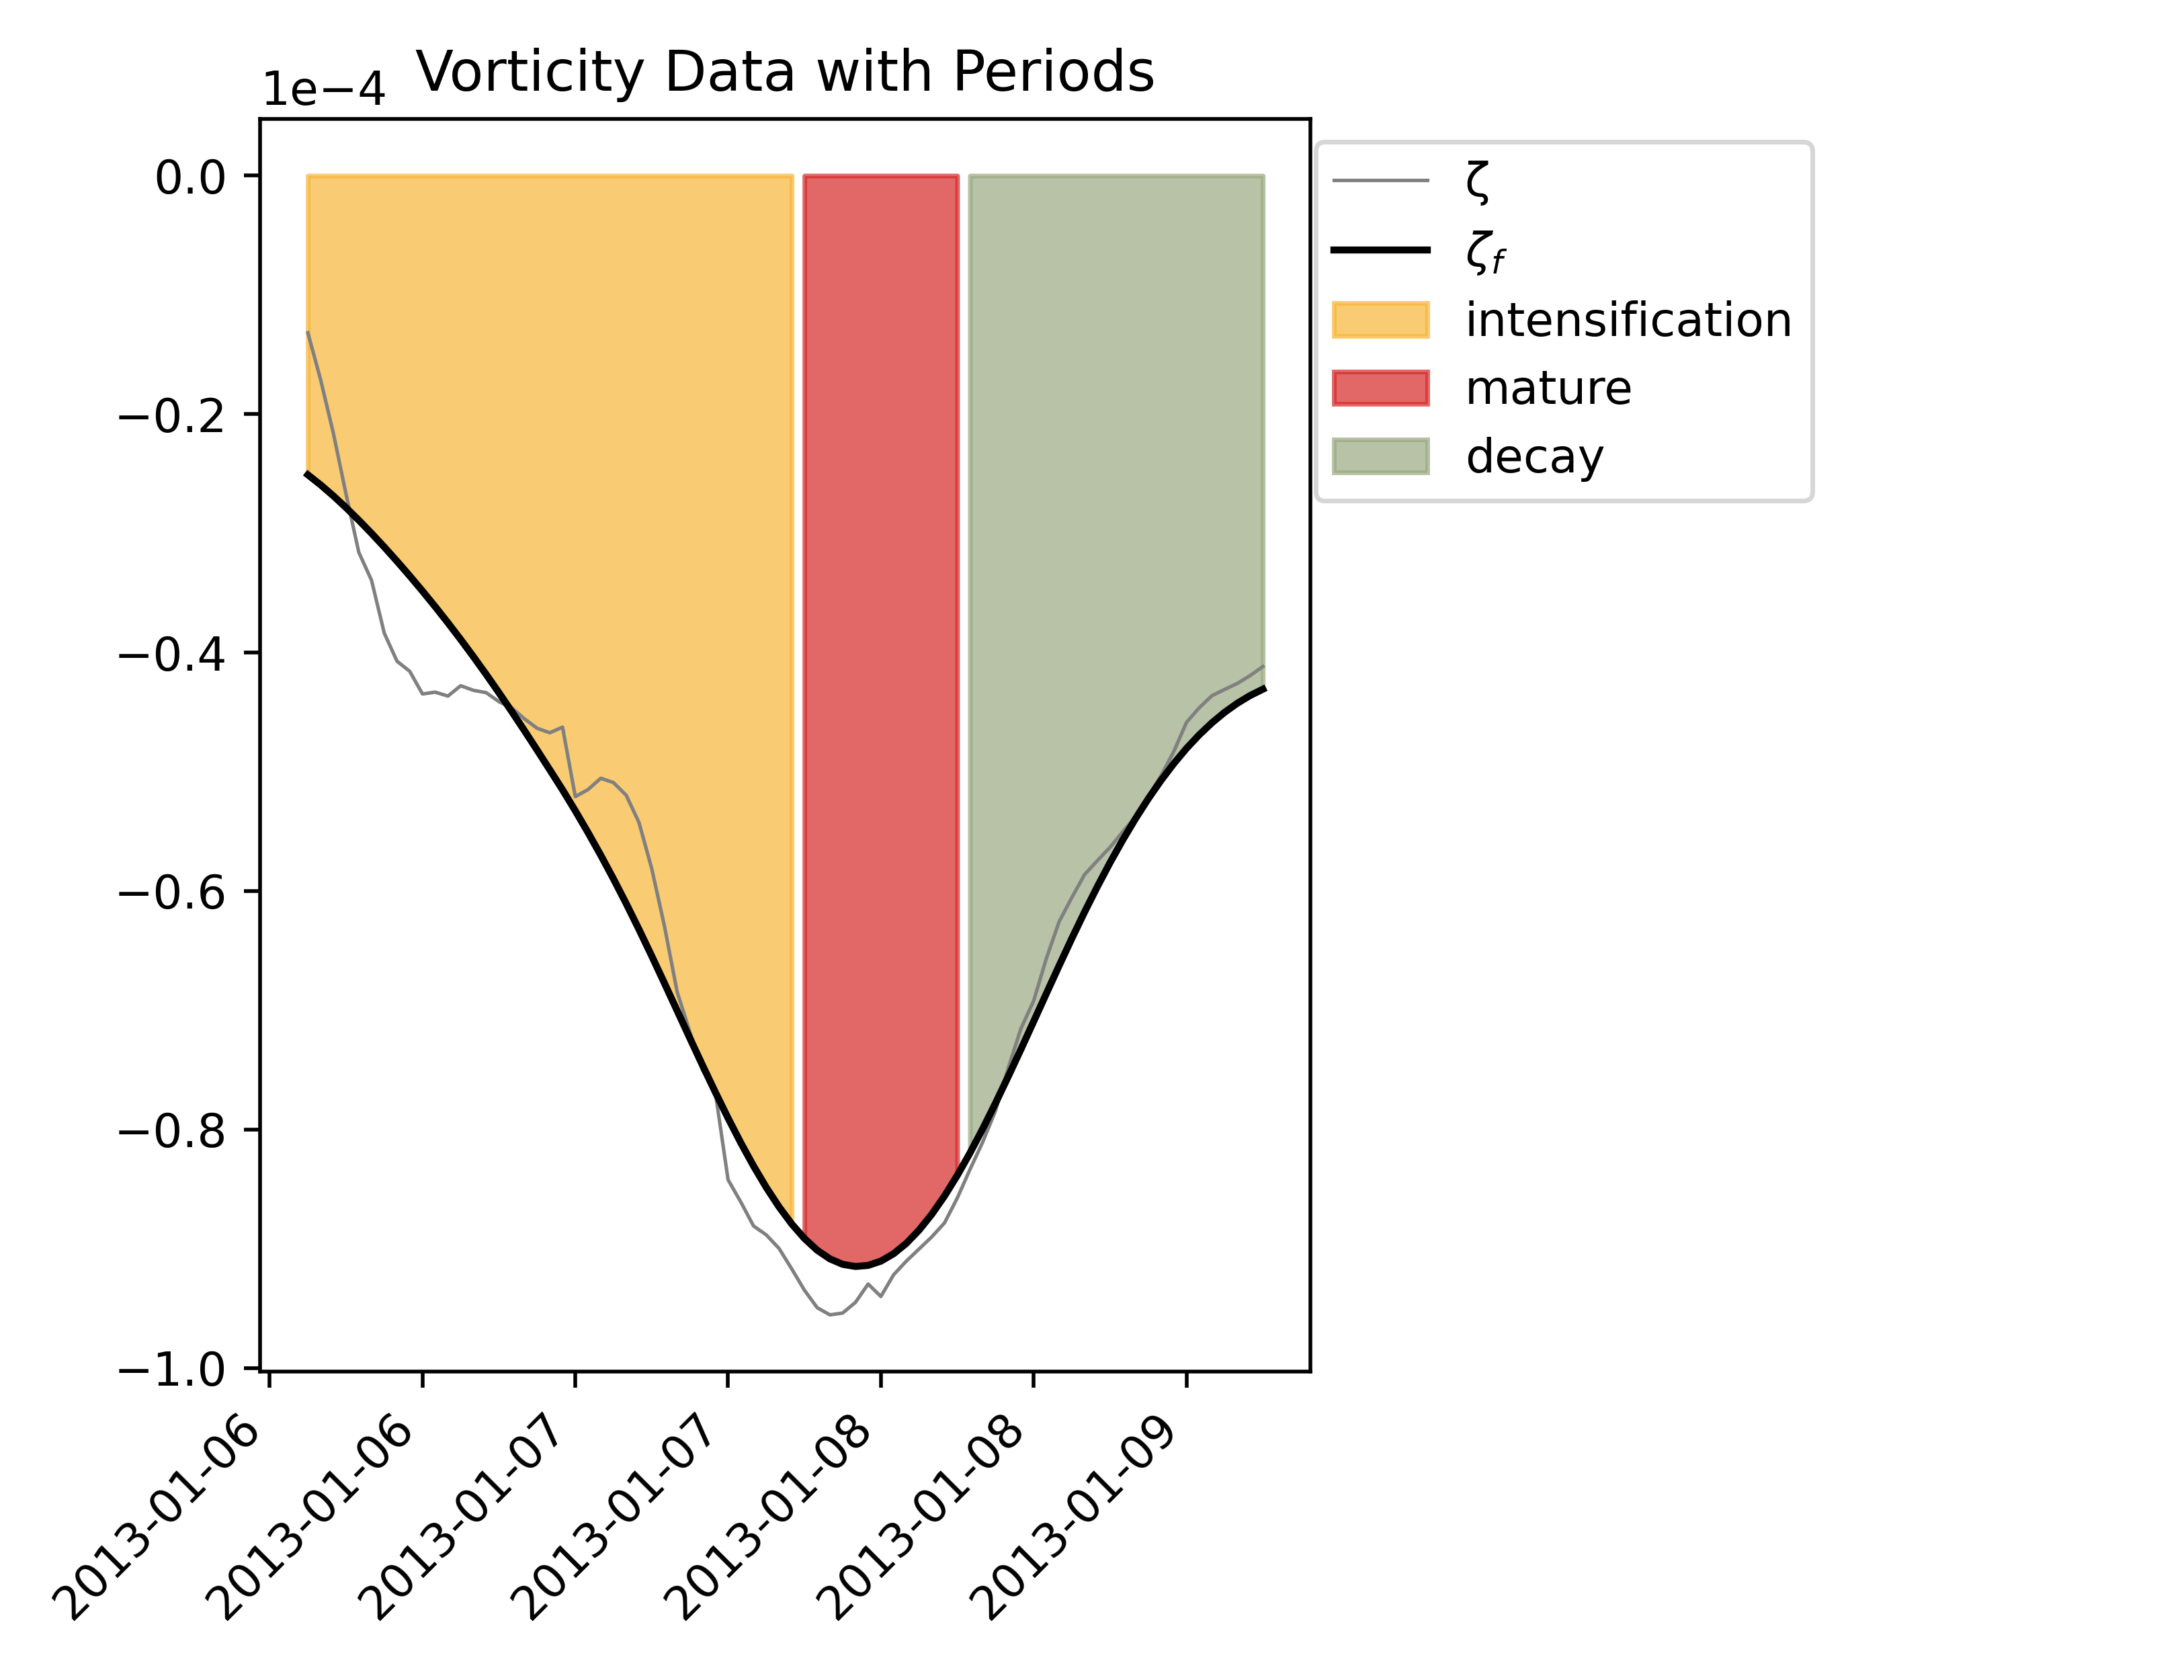 Vorticity Data with Periods
1e−4
0.0
−0.2
−0.4
−0.6
−0.8
−1.0
2013-01-06
2013-01-06
2013-01-07
2013-01-07
2013-01-08
2013-01-08
2013-01-09
ζ
ζf
intensification
mature
decay